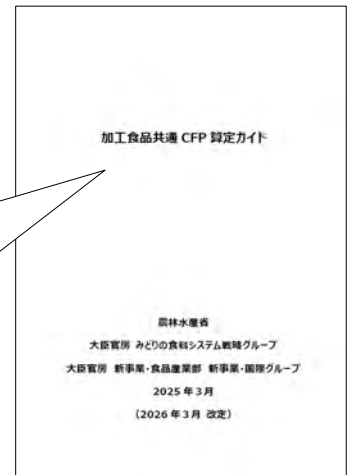 加工食品共通 CFP 算定ガイド
農林水産省
大臣官房 みどりの食料システム戦略グループ
大臣官房 新事業・食品産業部 新事業・国際グループ
2025 年 3 月
（2026 年 3 月 改定）